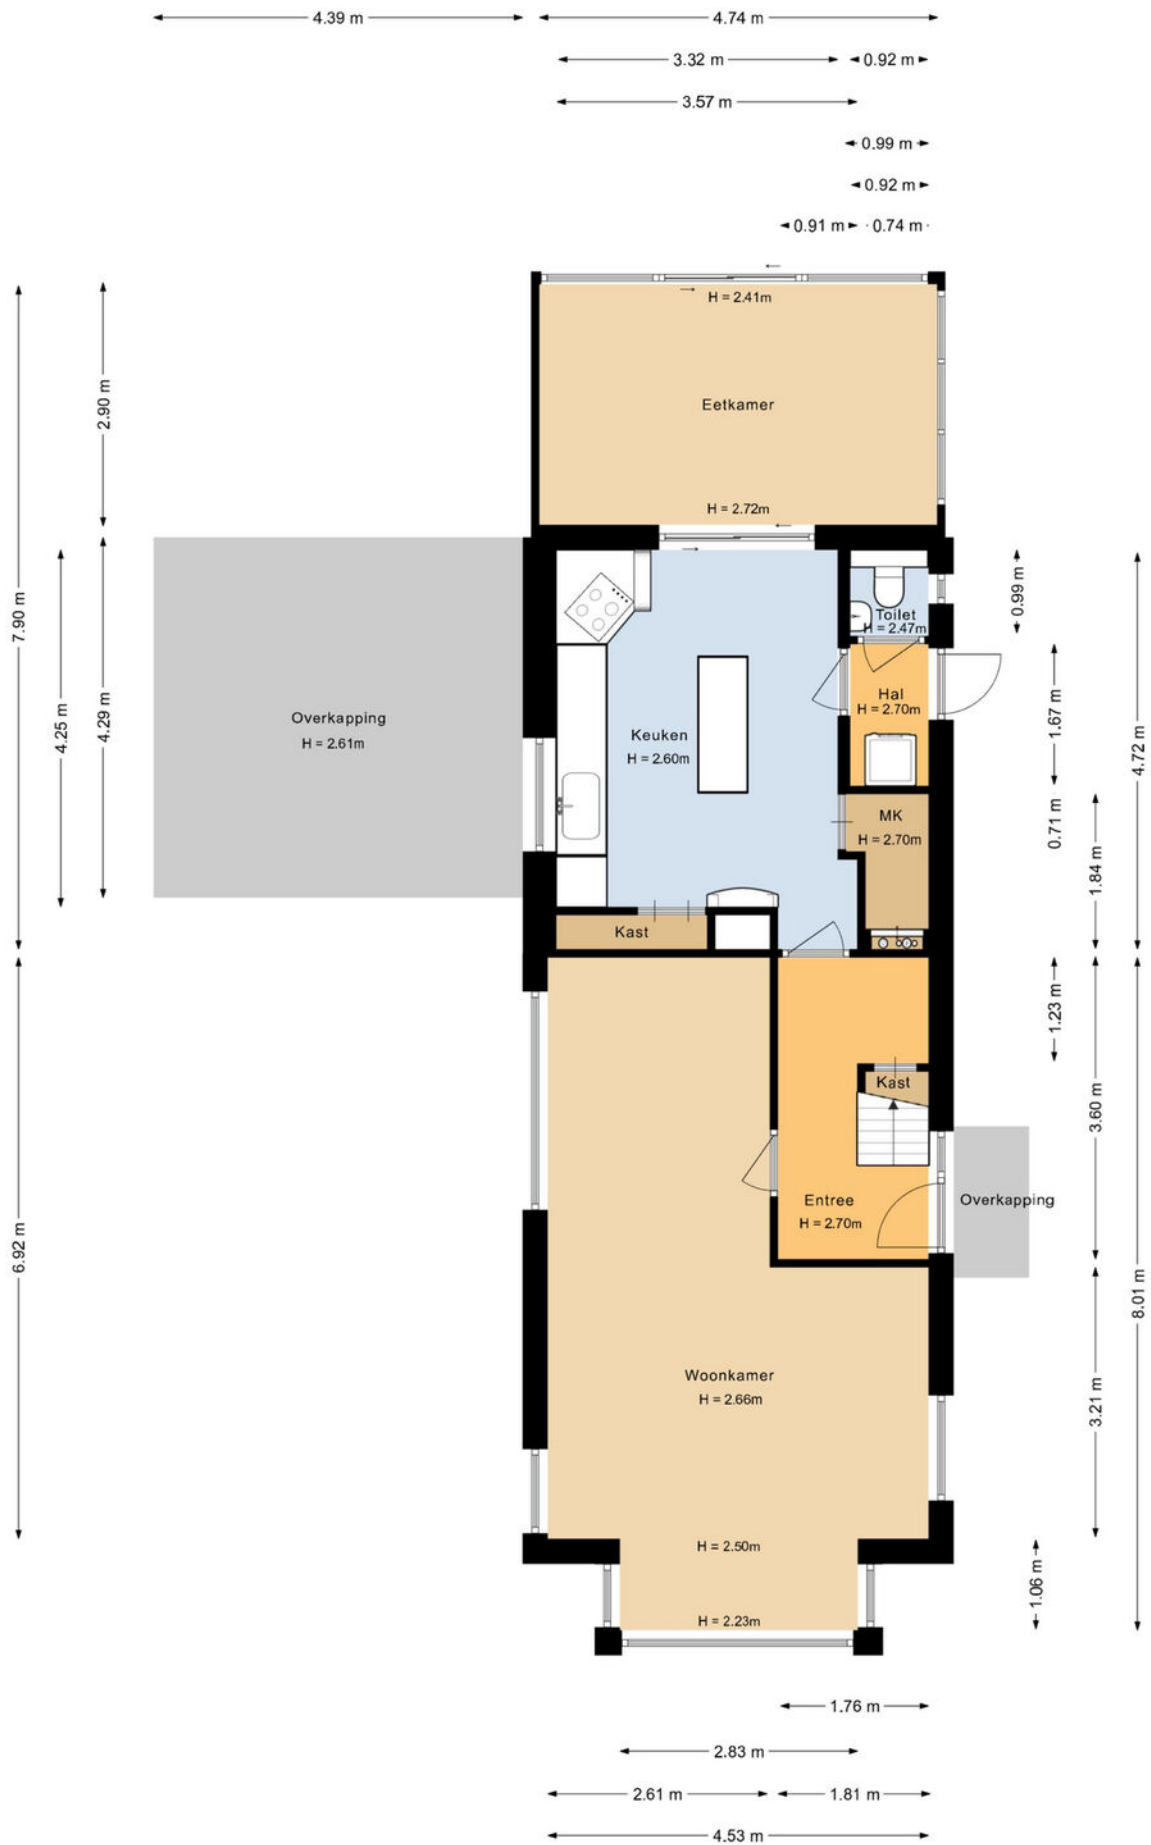 4.39 m
4.74 m
3.32 m
0.92 m
3.57 m
0.99 m
0.92 m
0.91 m
0.74 m
H = 2.41m
Eetkamer
H = 2.72m
2.90 m
7.90 m
4.25 m
4.29 m
Overkapping
H = 2.61m
Keuken
H = 2.60m
Toilet
H = 2.47m
Hal
H = 2.70m
MK
H = 2.70m
Kast
0.99 m
1.67 m
0.71 m
4.72 m
1.84 m
1.23 m
3.60 m
Kast
Entree
H = 2.70m
Overkapping
6.92 m
8.01 m
Woonkamer
H = 2.66m
3.21 m
H = 2.50m
H = 2.23m
1.06 m
1.76 m
2.83 m
2.61 m
1.81 m
4.53 m